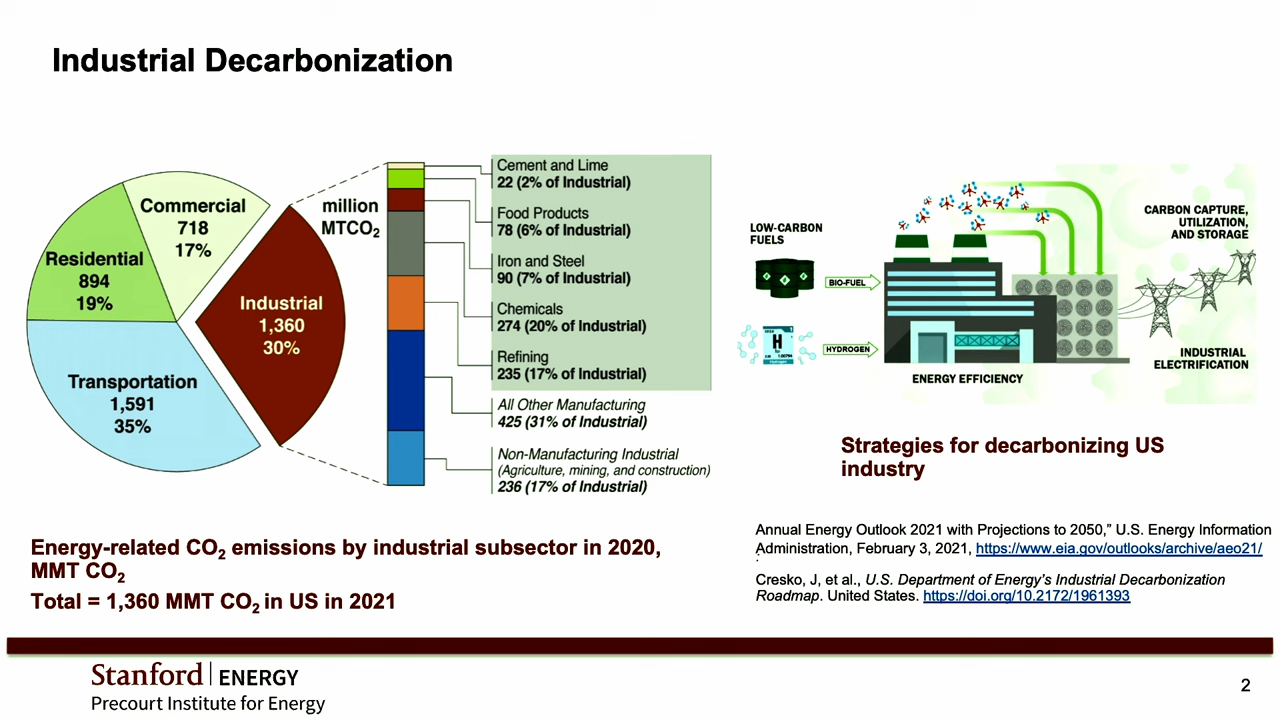 Industrial Decarbonization
Commercial
718
17%
Residential
894
19%
Industrial
1,360
30%
Transportation
1,591
35%
million
MTCO2
Cement and Lime
22 (2% of Industrial)
Food Products
78 (6% of Industrial)
Iron and Steel
90 (7% of Industrial)
Chemicals
274 (20% of Industrial)
Refining
235 (17% of Industrial)
All Other Manufacturing
425 (31% of Industrial)
Non-Manufacturing Industrial
(Agriculture, mining, and construction)
236 (17% of Industrial)
LOW-CARBON
FUELS
BIO-FUEL
H
HYDROGEN
CARBON CAPTURE,
UTILIZATION,
AND STORAGE
INDUSTRIAL
ELECTRIFICATION
ENERGY EFFICIENCY
Strategies for decarbonizing US
industry
Energy-related CO2 emissions by industrial subsector in 2020,
MMT CO2
Total = 1,360 MMT CO2 in US in 2021
Annual Energy Outlook 2021 with Projections to 2050,” U.S. Energy Information
Administration, February 3, 2021, https://www.eia.gov/outlooks/archive/aeo21/
.
Cresko, J, et al., U.S. Department of Energy’s Industrial Decarbonization
Roadmap. United States. https://doi.org/10.2172/1961393
Stanford | ENERGY
Precourt Institute for Energy
2